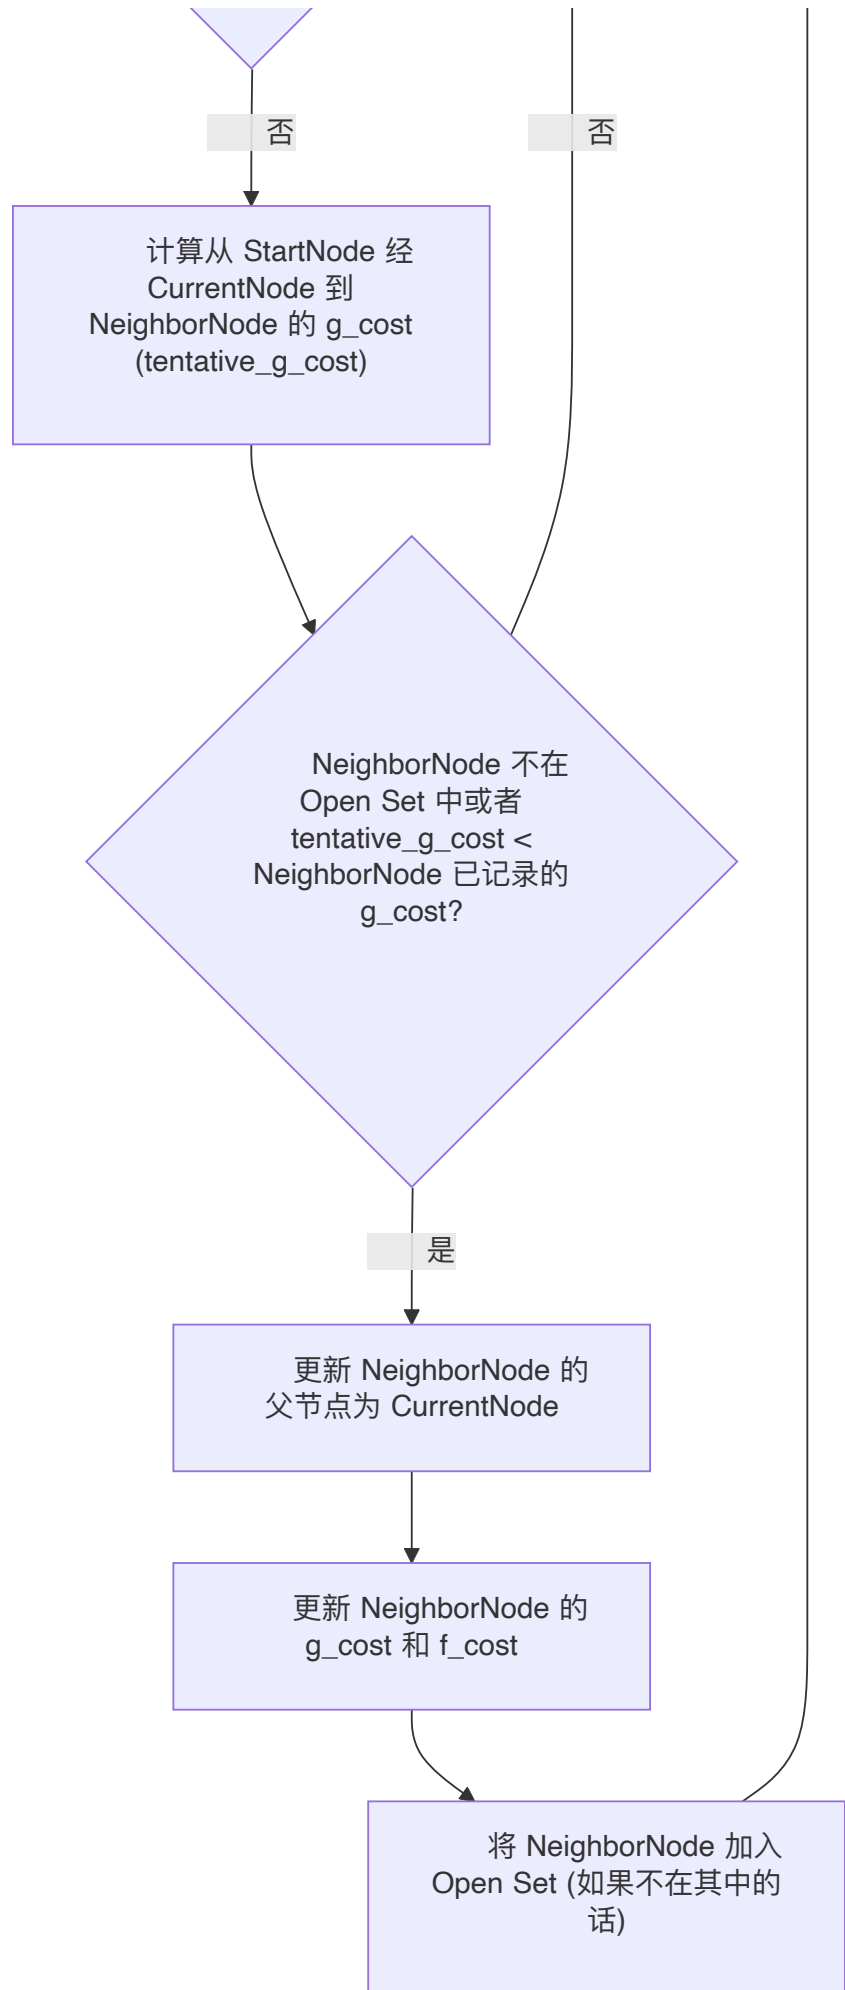 否
否
计算从 StartNode 经
CurrentNode 到
NeighborNode 的 g_cost
(tentative_g_cost)
NeighborNode 不在
Open Set 中或者
tentative_g_cost <
NeighborNode 已记录的
g_cost?
是
更新 NeighborNode 的
父节点为 CurrentNode
更新 NeighborNode 的
g_cost 和 f_cost
将 NeighborNode 加入
Open Set (如果不在其中的
话)